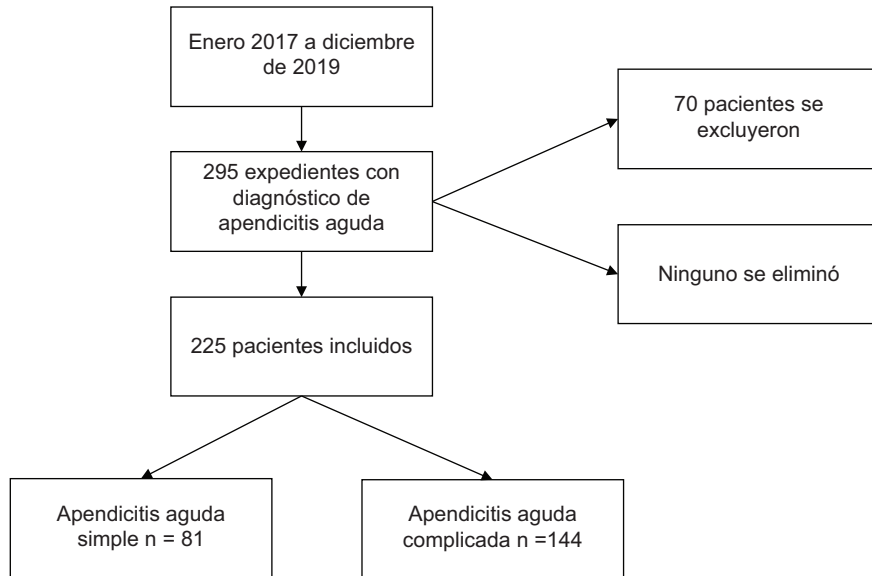 Enero 2017 a diciembre
de 2019
70 pacientes se
excluyeron
295 expedientes con
diagnóstico de
apendicitis aguda
Ninguno se eliminó
225 pacientes incluidos
Apendicitis aguda
simple n = 81
Apendicitis aguda
complicada n =144